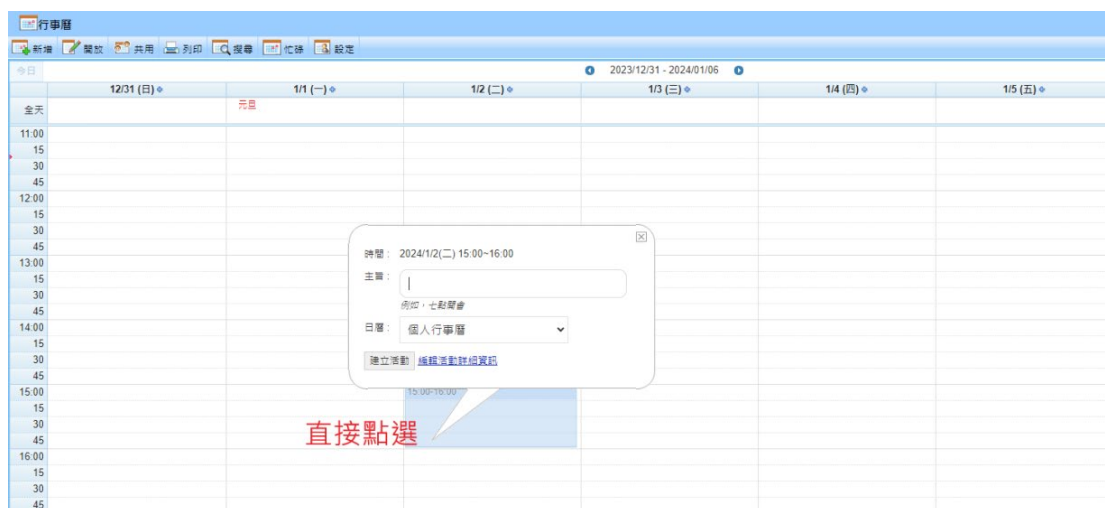 行事曆
新增 開放 共用 列印 搜尋 忙碌 設定
今日 2023/12/31 - 2024/01/06
12/31 (日) 1/1 (一) 1/2 (二) 1/3 (三) 1/4 (四) 1/5 (五)
全天 元旦
11:00
15
30
45
12:00
15
30
45
13:00
15
30
45
14:00
15
30
45
15:00
15
30
45
16:00
15
30
45
時間： 2024/1/2(二) 15:00~16:00
主旨：
例如，七點開會
日曆： 個人行事曆
建立活動 編輯活動詳細資訊
15:00-16:00
直接點選